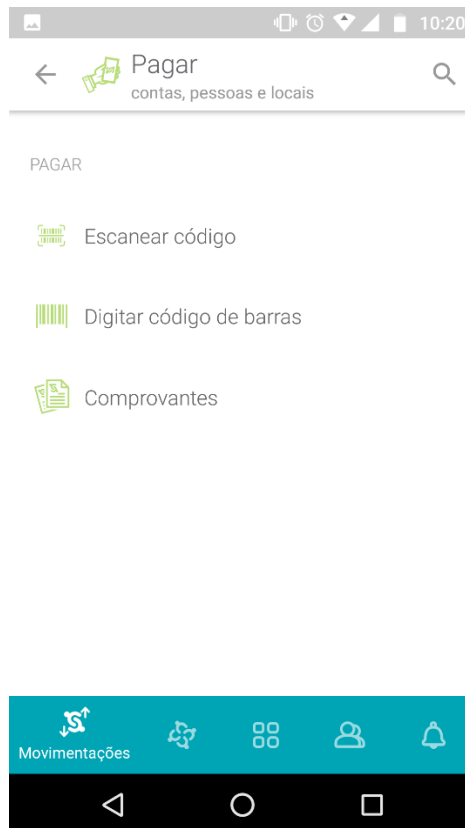 10:20
Pagar
contas, pessoas e locais
PAGAR
Escanear código
Digitar código de barras
Comprovantes
Movimentações